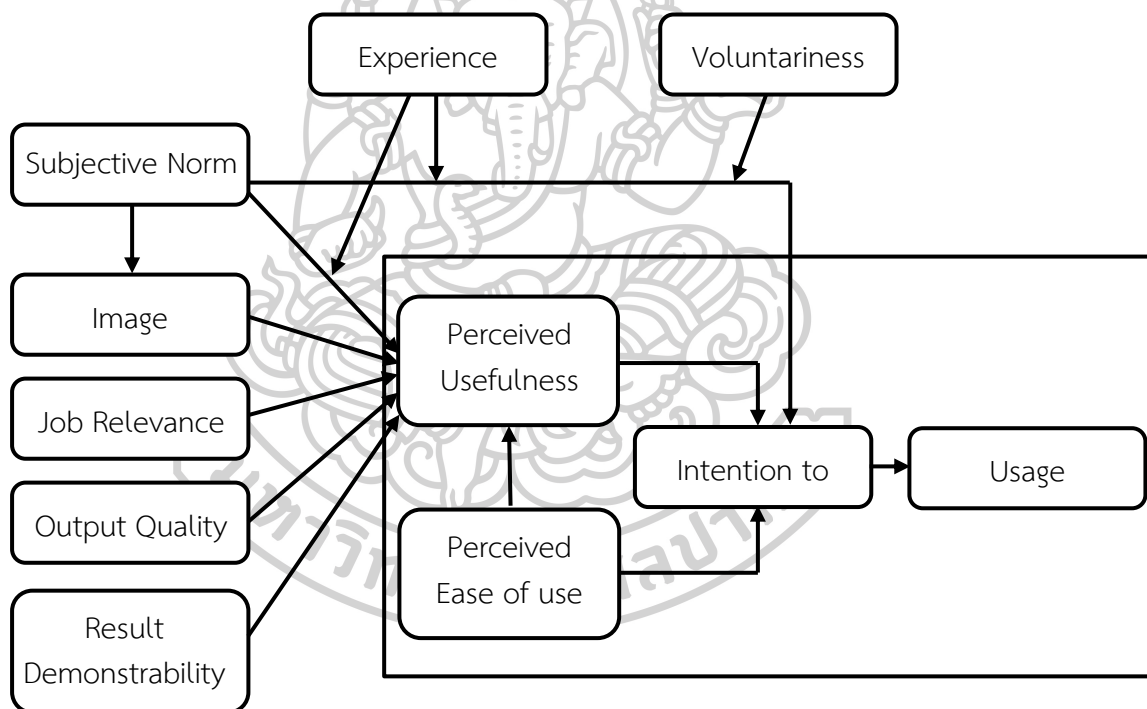 Experience
Voluntariness
Subjective Norm
Image
Perceived
Usefulness
Job Relevance
Intention to
Usage
Output Quality
Perceived
Ease of use
Result
Demonstrability